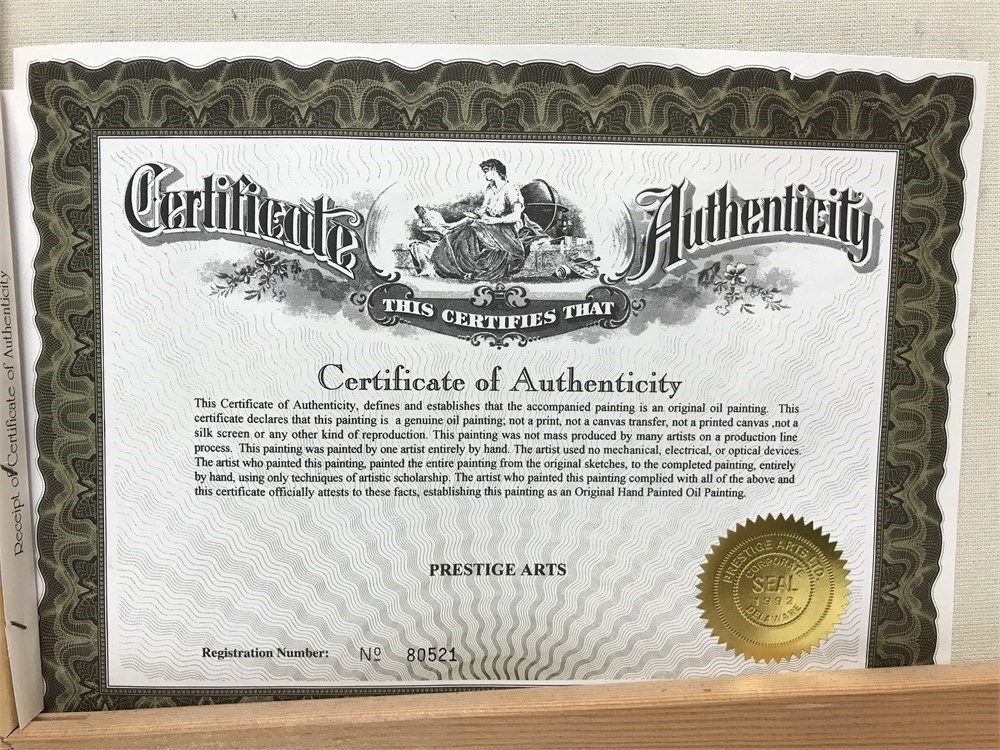 Certificate Authenticity
THIS CERTIFIES THAT
Certificate of Authenticity
This Certificate of Authenticity, defines and establishes that the accompanied painting is an original oil painting. This
certificate declares that this painting is a genuine oil painting; not a print, not a canvas transfer, not a printed canvas ,not a
silk screen or any other kind of reproduction. This painting was not mass produced by many artists on a production line
process. This painting was painted by one artist entirely by hand. The artist used no mechanical, electrical, or optical devices.
The artist who painted this painting, painted the entire painting from the original sketches, to the completed painting, entirely
by hand, using only techniques of artistic scholarship. The artist who painted this painting complied with all of the above and
this certificate officially attests to these facts, establishing this painting as an Original Hand Painted Oil Painting.
PRESTIGE ARTS
PRESTIGE ARTS LTD.
CORPORATE
SEAL
1992
DELAWARE
Registration Number: Nº 80521
Receipt of Certificate of Authenticity